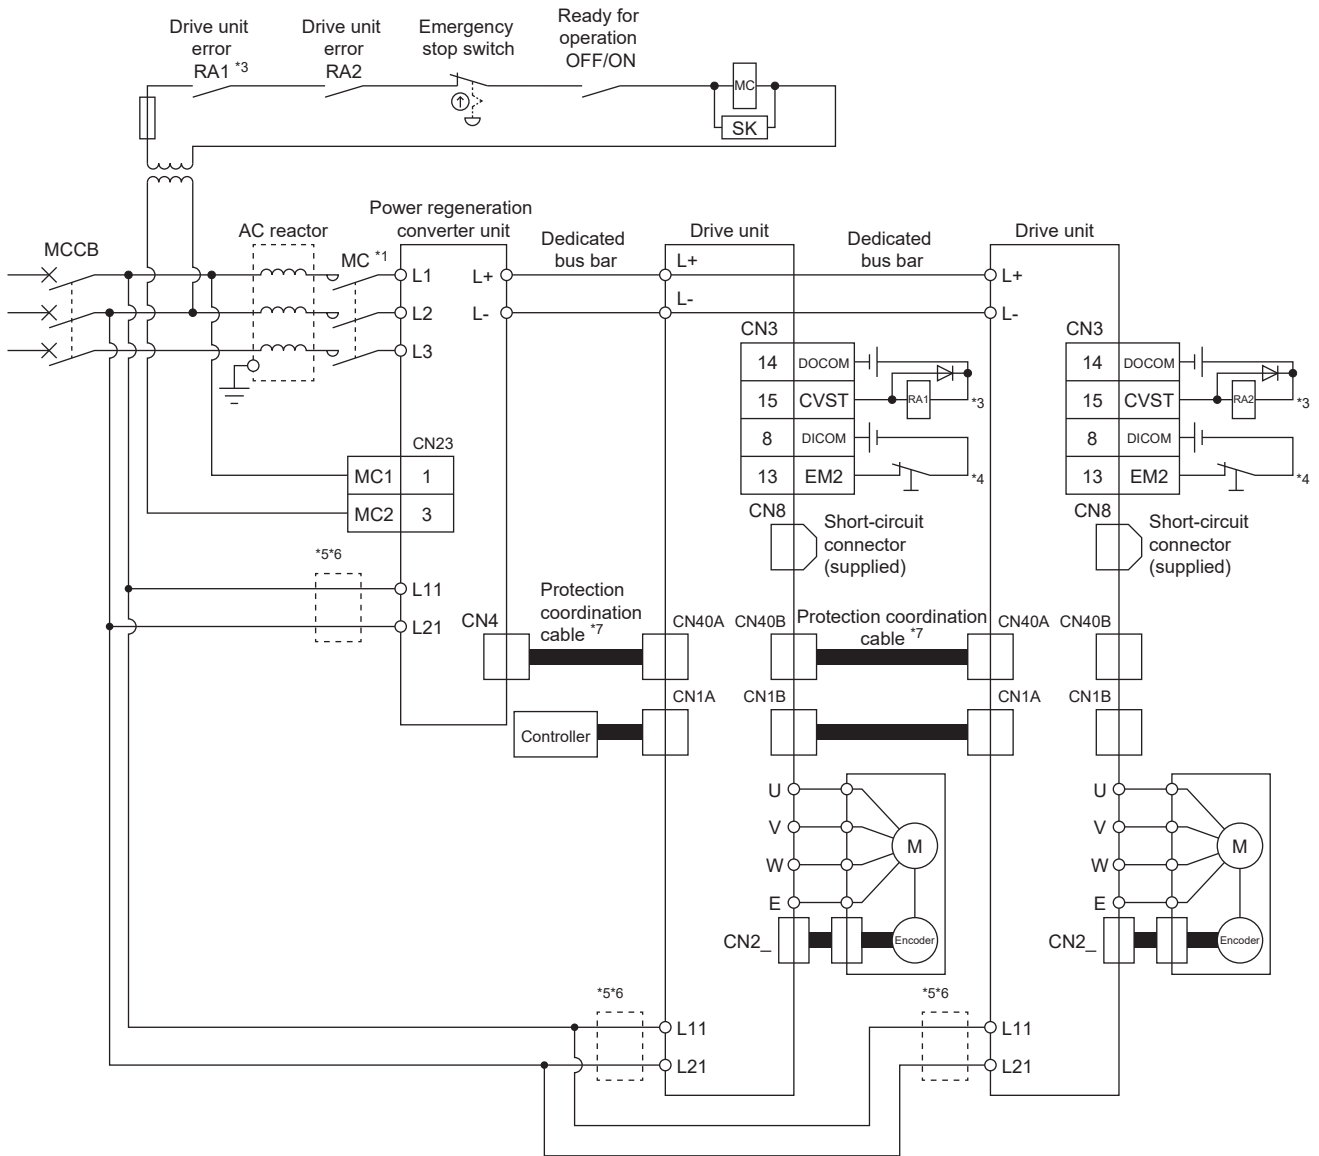 Drive unit
error
RA1 *3
Drive unit
error
RA2
Emergency
stop switch
Ready for
operation
OFF/ON
MC
SK
MCCB
AC reactor
MC *1
Power regeneration
converter unit
Dedicated
bus bar
Drive unit
Dedicated
bus bar
Drive unit
L1
L+
L+
L+
L2
L-
L-
L-
L3
CN3
14 DOCOM
15 CVST
RA1
*3
8 DICOM
13 EM2
*4
CN3
14 DOCOM
15 CVST
RA2
*3
8 DICOM
13 EM2
*4
CN23
MC1 1
MC2 3
CN8
Short-circuit
connector
(supplied)
CN8
Short-circuit
connector
(supplied)
*5*6
L11
L21
CN4
Protection
coordination
cable *7
CN40A
CN40B
Protection coordination
cable *7
CN40A
CN40B
Controller
CN1A
CN1B
CN1A
CN1B
U
V
W
E
M
CN2_
Encoder
U
V
W
E
M
CN2_
Encoder
*5*6
L11
L21
*5*6
L11
L21